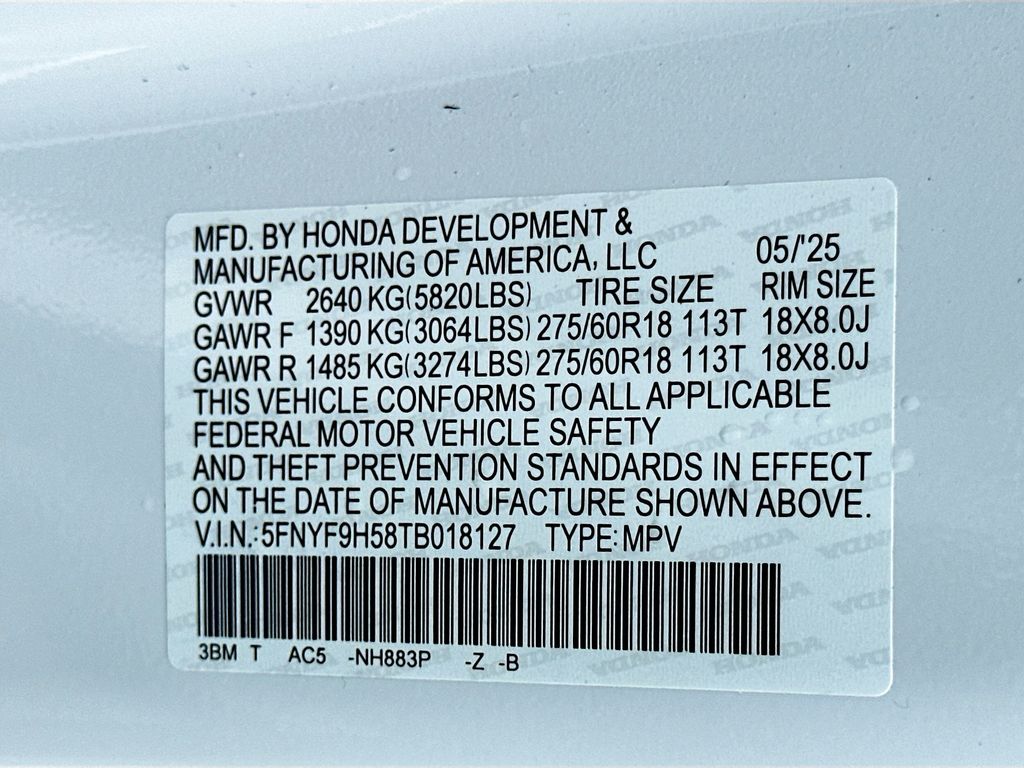 MFD. BY HONDA DEVELOPMENT &
MANUFACTURING OF AMERICA, LLC 05/'25
GVWR 2640 KG(5820LBS) TIRE SIZE RIM SIZE
GAWR F 1390 KG(3064LBS) 275/60R18 113T 18X8.0J
GAWR R 1485 KG(3274LBS) 275/60R18 113T 18X8.0J
THIS VEHICLE CONFORMS TO ALL APPLICABLE
FEDERAL MOTOR VEHICLE SAFETY
AND THEFT PREVENTION STANDARDS IN EFFECT
ON THE DATE OF MANUFACTURE SHOWN ABOVE.
V.I.N.:5FNYF9H58TB018127 TYPE:MPV
3BM T AC5 -NH883P -Z -B